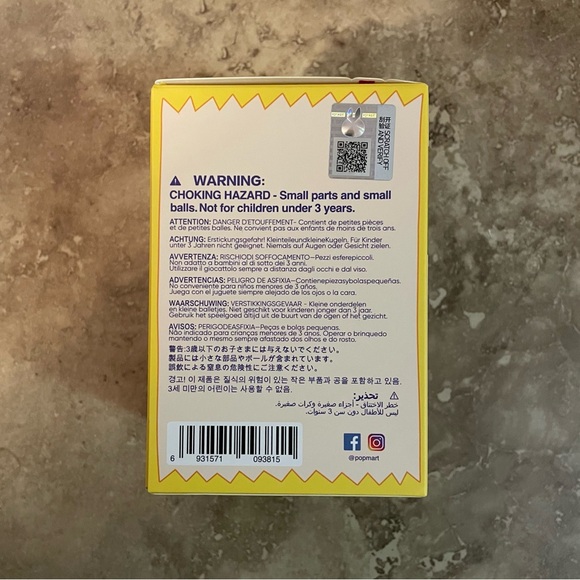 SCRATCH OFF
AND VERIFY
WARNING:
CHOKING HAZARD - Small parts and small
balls. Not for children under 3 years.
ATTENTION: DANGER D'ETOUFFEMENT- Contient de petites pièces
et de petites balles. Ne convient pas aux enfants de moins de trois ans.
ACHTUNG: Erstickungsgefahr! KleinteileundkleineKugeln. Für Kinder
unter 3 Jahren nicht geeignet. Niemals auf Augen oder Gesicht zielen.
AVVERTENZA: RISCHIODI SOFFOCAMENTO—Pezzi esferepiccoli.
Non adatto a bambini al di sotto dei 3 anni.
Utilizzare il giocattolo sempre a distanza dagli occhi e dal viso.
ADVERTENCIAS: PELIGRO DE ASFIXIA—Contienepiezasybolaspequeñas.
No conveniente para niños menores de 3 años.
Juega con el juguete siempre alejado de los ojos o la cara.
WAARSCHUWING: VERSTIKKINGSGEVAAR - Kleine onderdelen
en kleine balletjes. Niet geschikt voor kinderen jonger dan 3 jaar.
Gebruik het speelgoed altijd uit de buurt van de ogen of het gezicht.
AVISOS: PERIGODEASFIXIA—Peças e bolas pequenas.
Não indicado para crianças menores de 3 anos. Operar o brinquedo
mantendo o mesmo sempre afastado dos olhos e do rosto.
警告:3歳以下のお子さまには与えないでください。
製品には小さな部品やボールが含まれています。
誤飲による窒息の危険性にご注意ください。
경고! 이 제품은 질식의 위험이 있는 작은 부품과 공을 포함하고 있음.
3세 미만의 어린이는 사용할 수 없음.
تحذير:
خطر الاختناق - أجزاء صغيرة وكرات صغيرة.
ليس للأطفال دون سن 3 سنوات.
6 931571 093815
@popmart